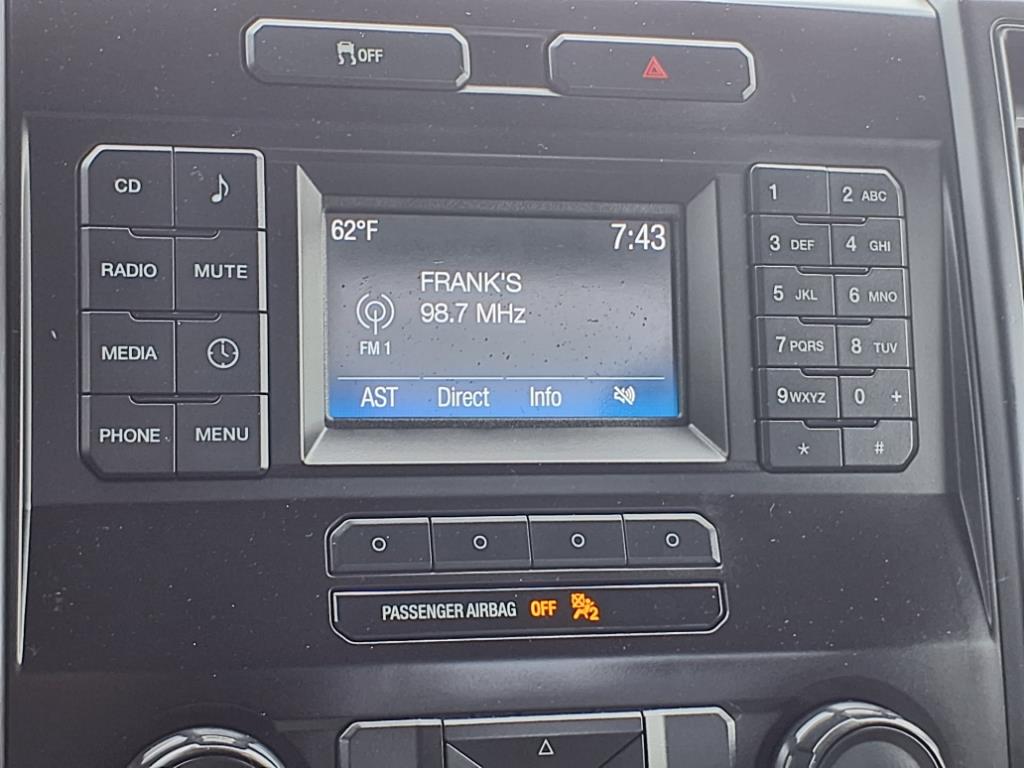 OFF
CD
RADIO MUTE
MEDIA
PHONE MENU
62°F 7:43
FRANK'S
98.7 MHz
FM 1
AST Direct Info
1 2 ABC
3 DEF 4 GHI
5 JKL 6 MNO
7 PQRS 8 TUV
9 WXYZ 0 +
* #
PASSENGER AIRBAG OFF 2